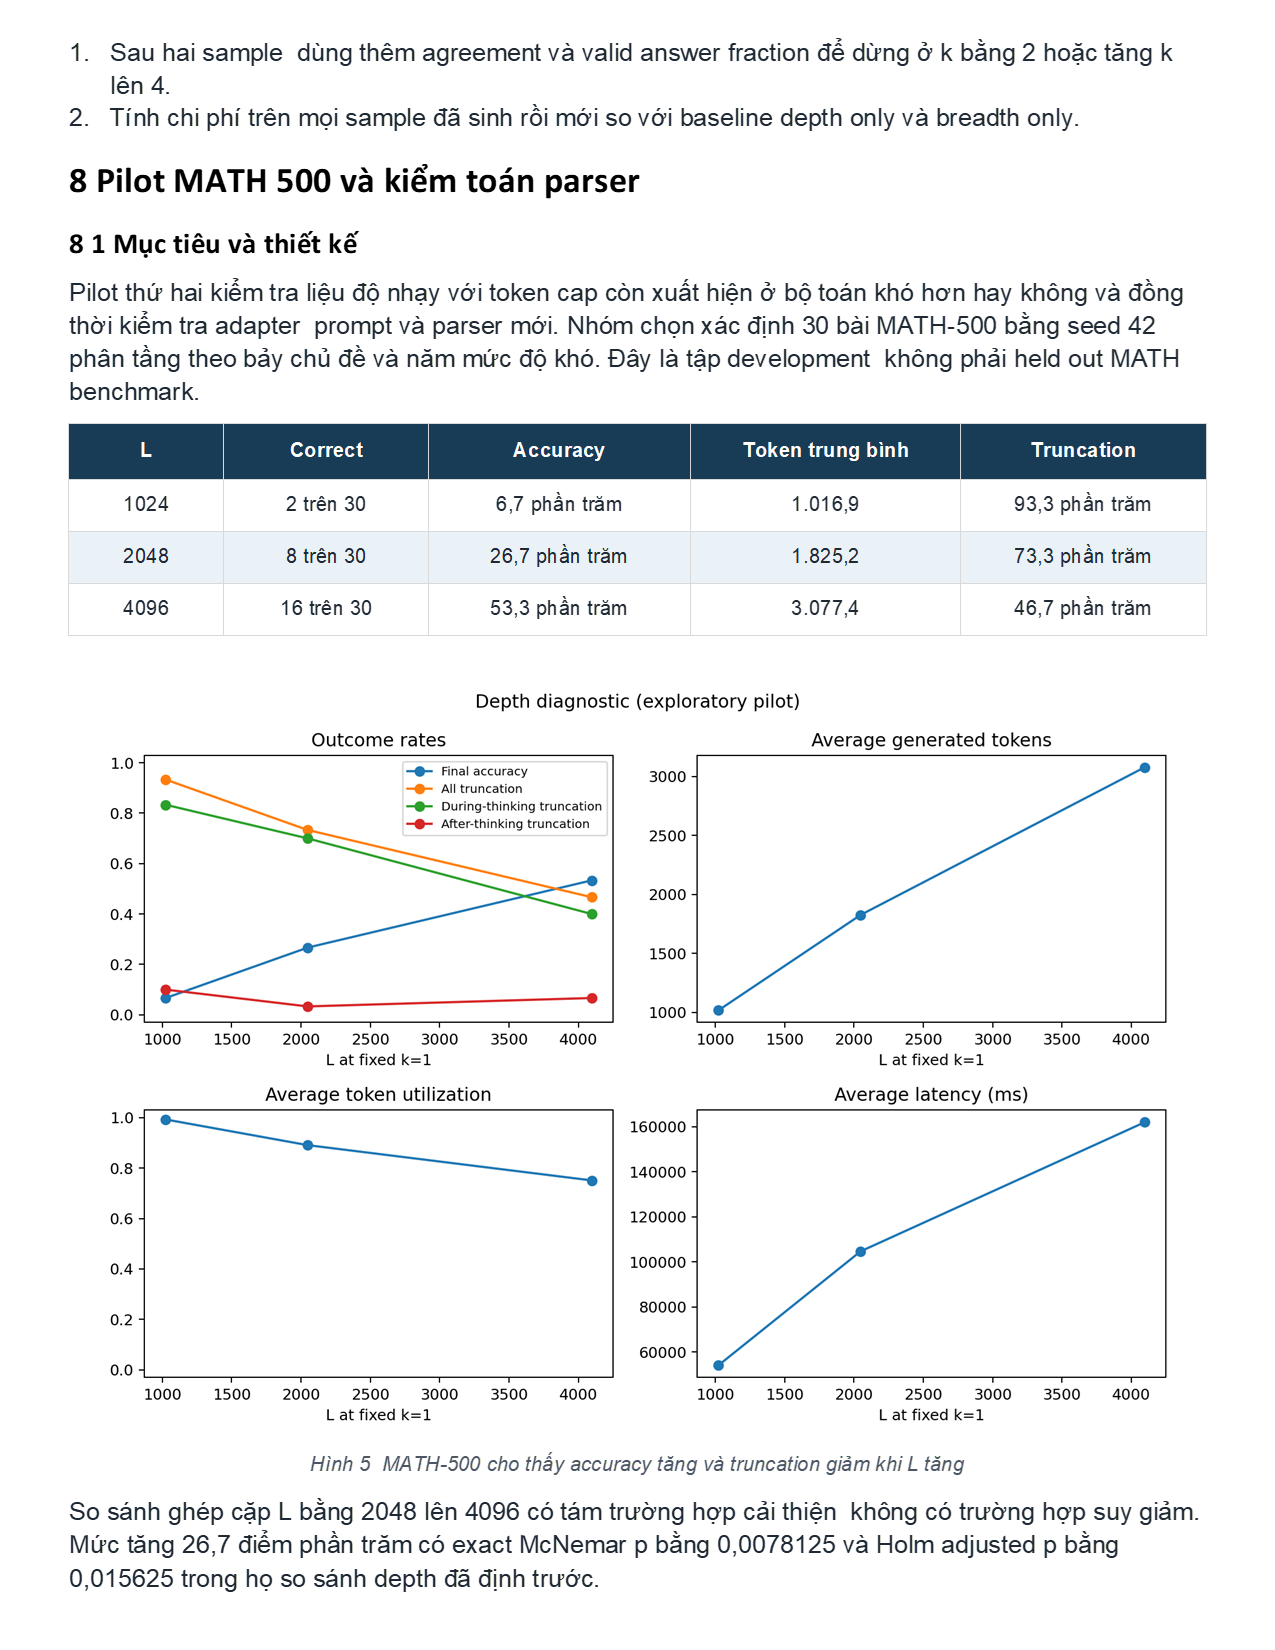 1. Sau hai sample  dùng thêm agreement và valid answer fraction để dừng ở k bằng 2 hoặc tăng k
lên 4.
2. Tính chi phí trên mọi sample đã sinh rồi mới so với baseline depth only và breadth only.
8 Pilot MATH 500 và kiểm toán parser
8 1 Mục tiêu và thiết kế
Pilot thứ hai kiểm tra liệu độ nhạy với token cap còn xuất hiện ở bộ toán khó hơn hay không và đồng
thời kiểm tra adapter  prompt và parser mới. Nhóm chọn xác định 30 bài MATH-500 bằng seed 42
phân tầng theo bảy chủ đề và năm mức độ khó. Đây là tập development  không phải held out MATH
benchmark.
L Correct Accuracy Token trung bình Truncation
1024 2 trên 30 6,7 phần trăm 1.016,9 93,3 phần trăm
2048 8 trên 30 26,7 phần trăm 1.825,2 73,3 phần trăm
4096 16 trên 30 53,3 phần trăm 3.077,4 46,7 phần trăm
Depth diagnostic (exploratory pilot)
Outcome rates
1.0
0.8
0.6
0.4
0.2
0.0
Final accuracy
All truncation
During-thinking truncation
After-thinking truncation
1000 1500 2000 2500 3000 3500 4000
L at fixed k=1
Average generated tokens
3000
2500
2000
1500
1000
1000 1500 2000 2500 3000 3500 4000
L at fixed k=1
Average token utilization
1.0
0.8
0.6
0.4
0.2
0.0
1000 1500 2000 2500 3000 3500 4000
L at fixed k=1
Average latency (ms)
160000
140000
120000
100000
80000
60000
1000 1500 2000 2500 3000 3500 4000
L at fixed k=1
Hình 5  MATH-500 cho thấy accuracy tăng và truncation giảm khi L tăng
So sánh ghép cặp L bằng 2048 lên 4096 có tám trường hợp cải thiện  không có trường hợp suy giảm.
Mức tăng 26,7 điểm phần trăm có exact McNemar p bằng 0,0078125 và Holm adjusted p bằng
0,015625 trong họ so sánh depth đã định trước.